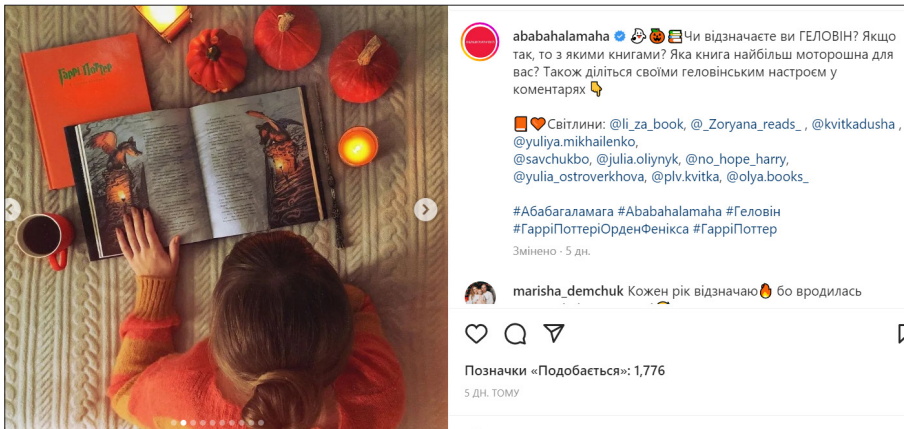 Гаррі Поттер
ababahalamaha 👻🎃📚Чи відзначаєте ви ГЕЛОВІН? Якщо
так, то з якими книгами? Яка книга найбільш моторошна для
вас? Також діліться своїми геловінським настроєм у
коментарях 👇
📙🧡Світлини: @li_za_book, @_Zoryana_reads_ , @kvitkadusha ,
@yuliya.mikhailenko,
@savchukbo, @julia.oliynyk, @no_hope_harry,
@yulia_ostroverkhova, @plv.kvitka, @olya.books_
#Абабагаламага #Ababahalamaha #Геловін
#ГарріПоттеріОрденФенікса #ГарріПоттер
Змінено · 5 дн.
marisha_demchuk Кожен рік відзначаю🔥 бо вродилась
Позначки «Подобається»: 1,776
5 ДН. ТОМУ